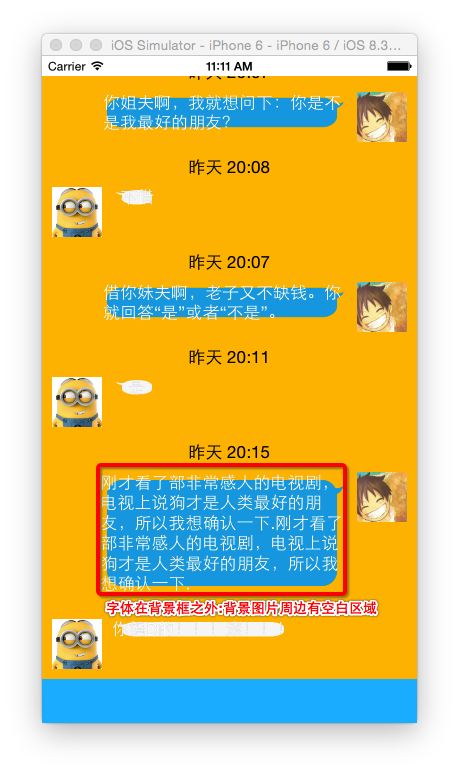 iOS Simulator - iPhone 6 - iPhone 6 / iOS 8.3...
Carrier 11:11 AM
你姐夫啊，我就想问下：你是不
是我最好的朋友？
昨天 20:08
昨天 20:07
借你妹夫啊，老子又不缺钱。你
就回答“是”或者“不是”。
昨天 20:11
昨天 20:15
刚才看了部非常感人的电视剧，
电视上说狗才是人类最好的朋
友，所以我想确认一下.刚才看了
部非常感人的电视剧，电视上说
狗才是人类最好的朋友，所以我
想确认一下.
字体在背景框之外:背景图片周边有空白区域